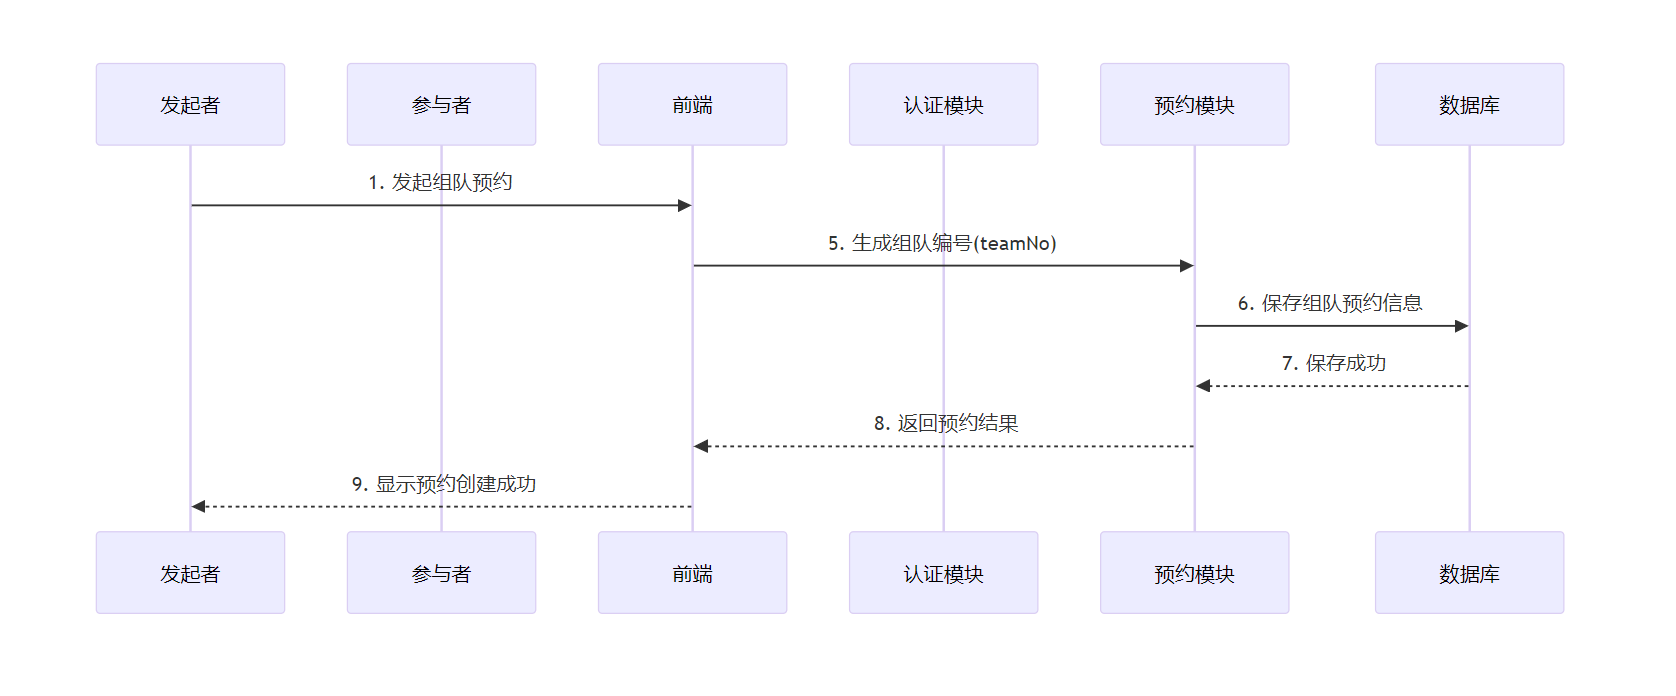 发起者
参与者
前端
认证模块
预约模块
数据库
1. 发起组队预约
5. 生成组队编号(teamNo)
6. 保存组队预约信息
7. 保存成功
8. 返回预约结果
9. 显示预约创建成功
发起者
参与者
前端
认证模块
预约模块
数据库